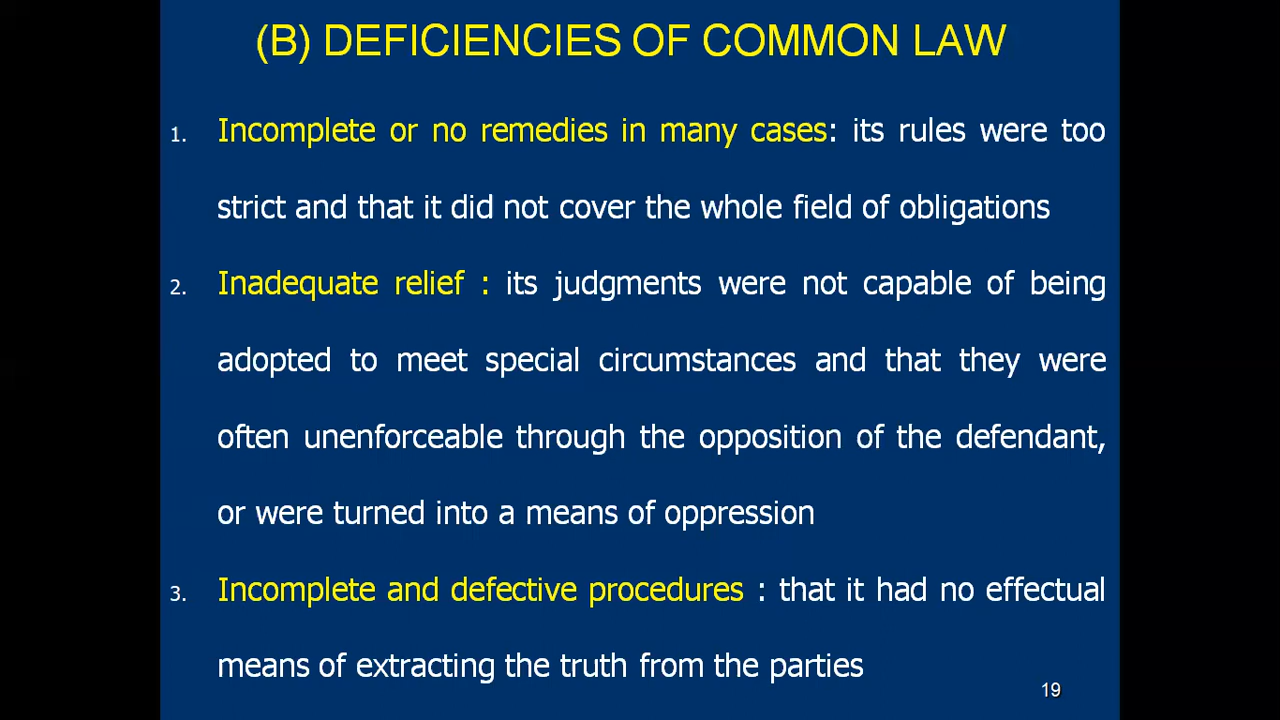 (B) DEFICIENCIES OF COMMON LAW
1. Incomplete or no remedies in many cases: its rules were too
strict and that it did not cover the whole field of obligations
2. Inadequate relief : its judgments were not capable of being
adopted to meet special circumstances and that they were
often unenforceable through the opposition of the defendant,
or were turned into a means of oppression
3. Incomplete and defective procedures : that it had no effectual
means of extracting the truth from the parties
19